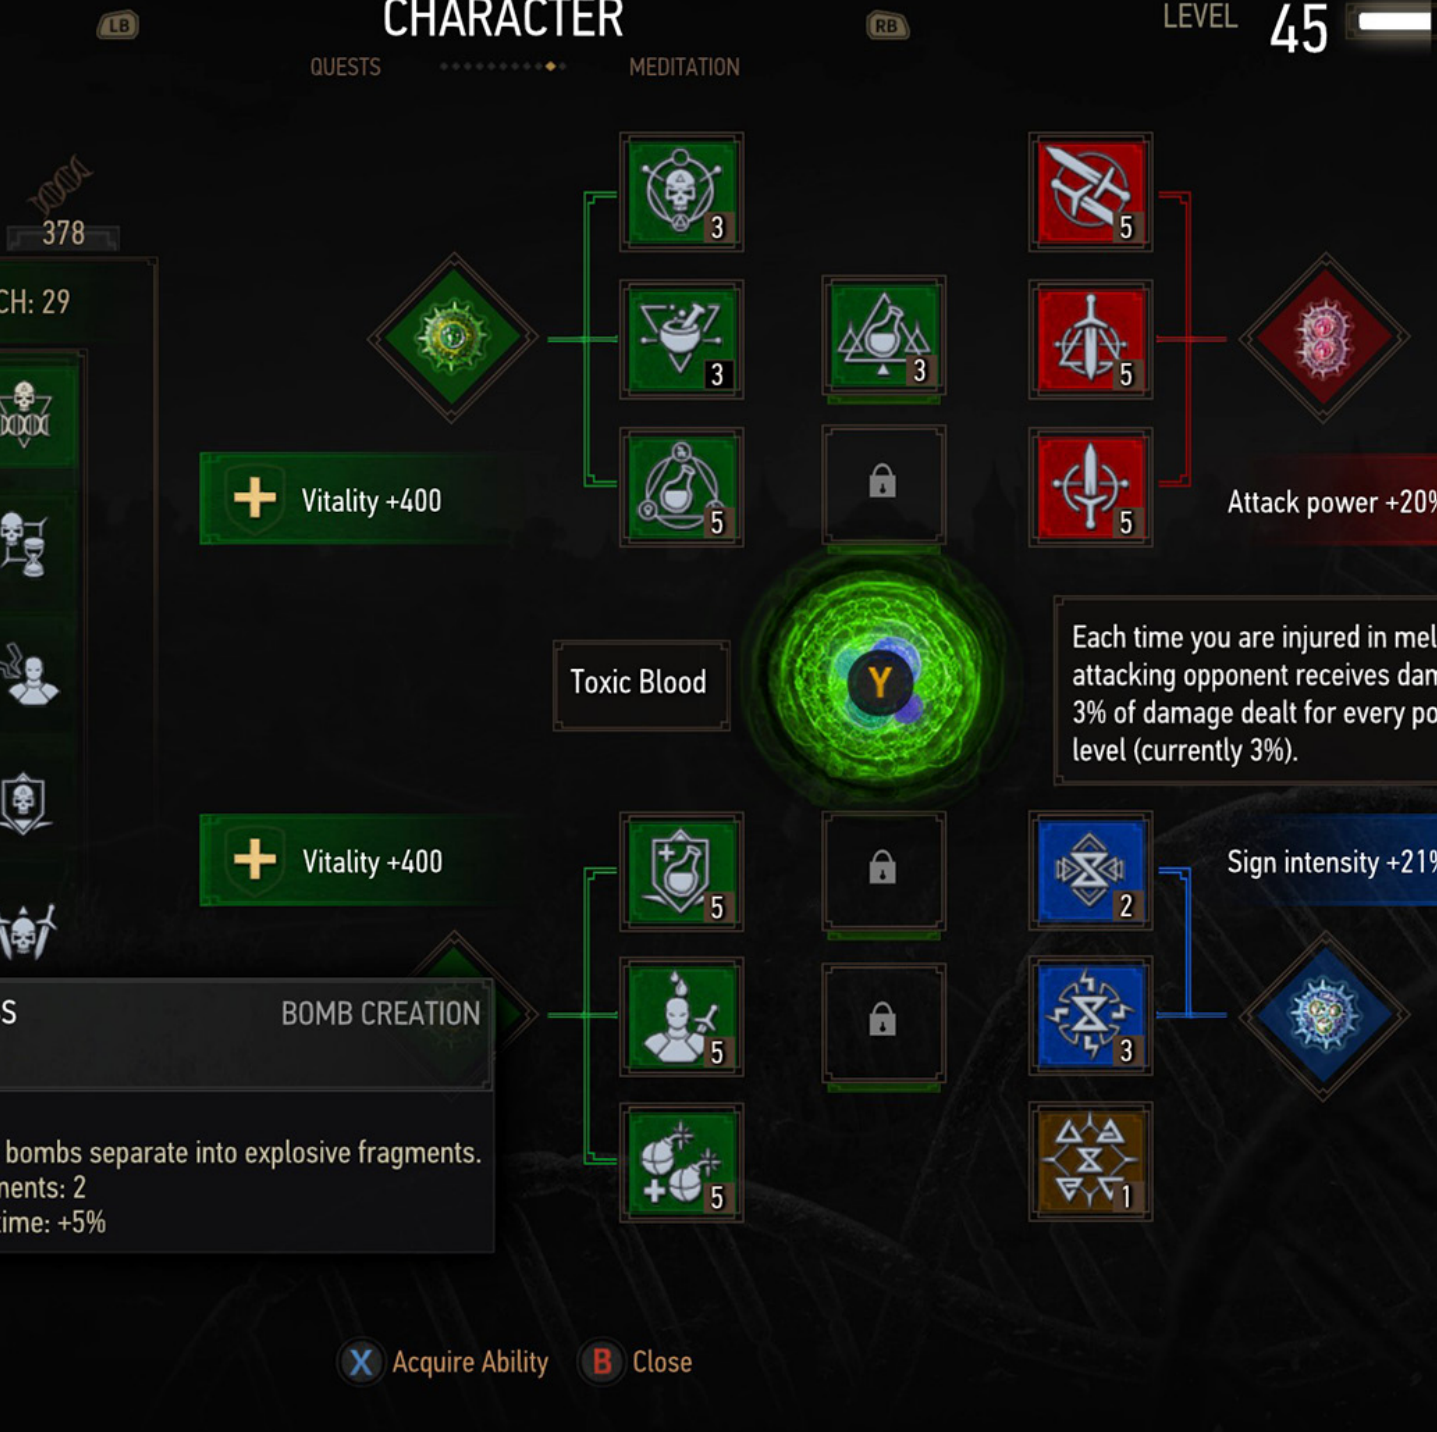 LB
CHARACTER
RB
LEVEL 45
QUESTS
MEDITATION
378
CH: 29
3
5
3
3
5
5
5
Vitality +400
Attack power +20%
Toxic Blood
Y
Each time you are injured in mel
attacking opponent receives dam
3% of damage dealt for every po
level (currently 3%).
Vitality +400
Sign intensity +21%
5
2
5
3
5
1
S
BOMB CREATION
bombs separate into explosive fragments.
ments: 2
time: +5%
X Acquire Ability
B Close